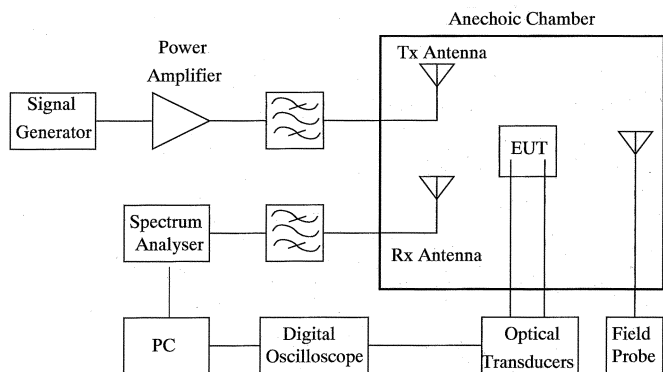 Anechoic Chamber
Power
Amplifier
Tx Antenna
Signal
Generator
EUT
Spectrum
Analyser
Rx Antenna
PC
Digital
Oscilloscope
Optical
Transducers
Field
Probe